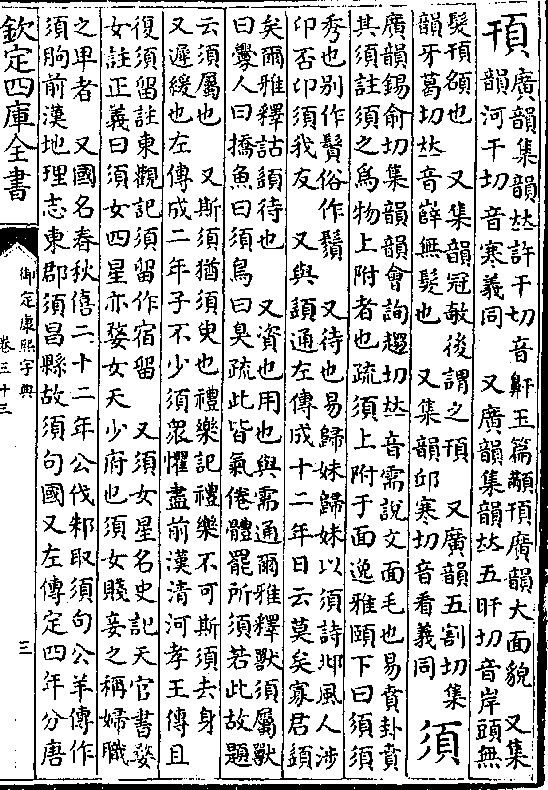 頇
廣韻集韻𠀤許干切音鼾玉篇顢頇廣韻大面貌 又集
韻河干切音寒義同 又廣韻集韻𠀤五旰切音岸頭無
髮頇頟也 又集韻冠敧後謂之頇 又廣韻五割切集
韻牙葛切𠀤音嶭無髮也 又集韻邱寒切音看義同
須
廣韻錫俞切集韻韻會詢趨切𠀤音需說文面毛也易賁卦賁
其須註須之為物上附者也疏須上附于面逸雅頤下曰須須
秀也別作䰅俗作鬚 又待也易歸妹歸妹以須詩邶風人涉
卬否卬須我友 又與䇓通左傳成十二年日云莫矣寡君䇓
矣爾雅釋詁䇓待也 又資也用也與需通爾雅釋獸須屬獸
曰釁人曰撟魚曰須鳥曰狊疏此皆氣倦體罷所須若此故題
云須屬也 又斯須猶須臾也禮樂記禮樂不可斯須去身
又遲緩也左傳成二年子不少須衆懼盡前漢清河孝王傳且
復須留註東觀記須留作宿留 又須女星名史記天官書婺
女註正義曰須女四星亦婺女天少府也須女賤妾之稱婦職
之卑者 又國名春秋僖二十二年公伐邾取須句公羊傳作
須朐前漢地理志東郡須昌縣故須句國又左傳定四年分唐
欽定四庫全書
御定康熙字典
卷三十三
三